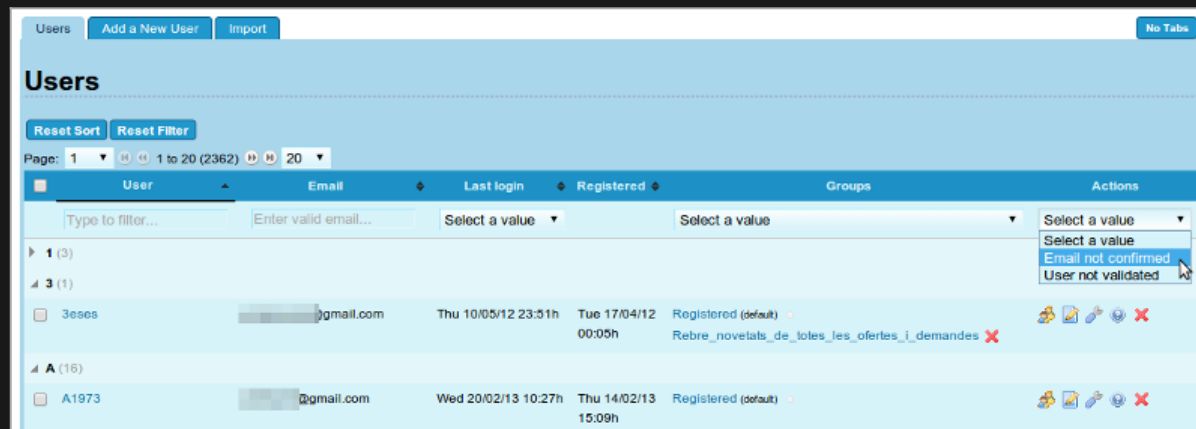 Users Add a New User Import No Tabs
Users
Reset Sort Reset Filter
Page: 1 1 to 20 (2362) 20
User Email Last login Registered Groups Actions
Type to filter... Enter valid email... Select a value Select a value Select a value
Select a value
1 (3)
Email not confirmed
User not validated
3 (1)
3eses @gmail.com Thu 10/05/12 23:51h Tue 17/04/12 Registered (default)
00:05h Rebre_novetats_de_totes_les_ofertes_i_demandes
A (16)
A1973 @gmail.com Wed 20/02/13 10:27h Thu 14/02/13 Registered (default)
15:09h